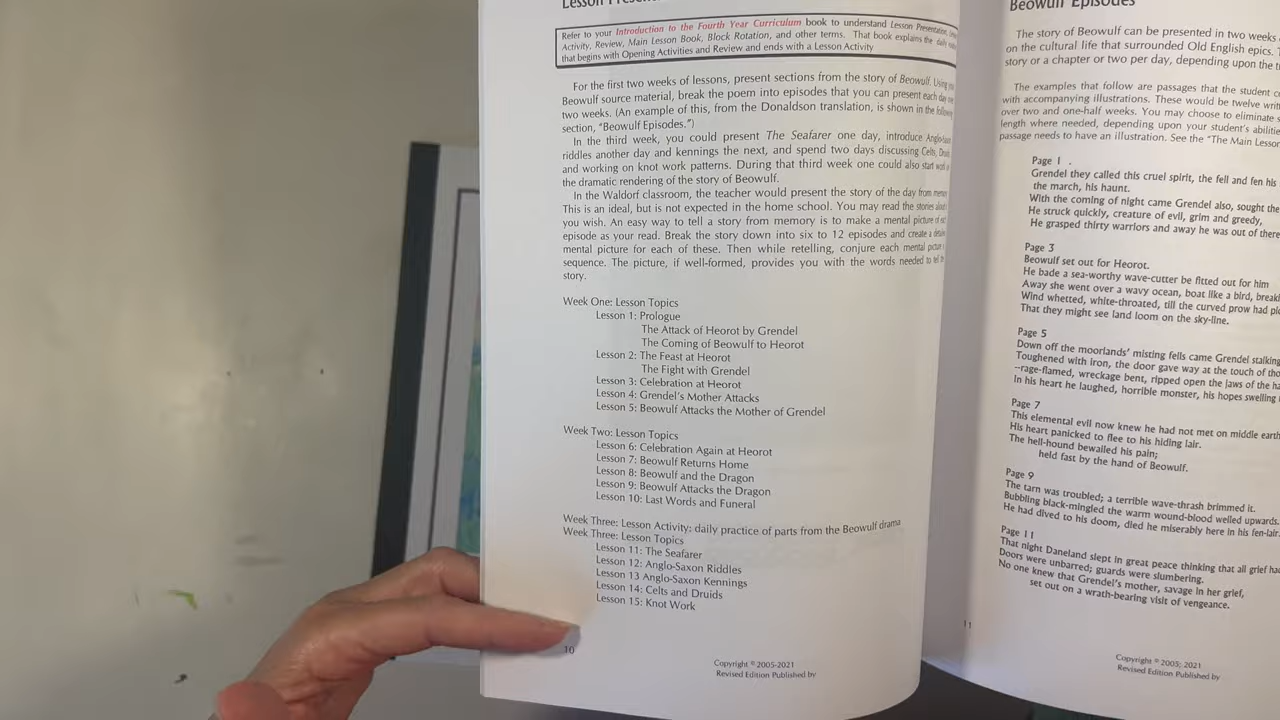 Lesson
Refer to your Introduction to the Fourth Year Curriculum book to understand Lesson Presentation,
Activity, Review, Main Lesson Book, Block Rotation, and other terms. That book explains the daily
that begins with Opening Activities and Review and ends with a Lesson Activity
For the first two weeks of lessons, present sections from the story of Beowulf. Using
Beowulf source material, break the poem into episodes that you can present each day
two weeks. (An example of this, from the Donaldson translation, is shown in the following
section, "Beowulf Episodes.")
In the third week, you could present The Seafarer one day, introduce Anglo-Saxon
riddles another day and kennings the next, and spend two days discussing Celts, Druids
and working on knot work patterns. During that third week one could also start work
the dramatic rendering of the story of Beowulf.
In the Waldorf classroom, the teacher would present the story of the day from memory
This is an ideal, but is not expected in the home school. You may read the stories
you wish. An easy way to tell a story from memory is to make a mental picture of
episode as your read. Break the story down into six to 12 episodes and create a
mental picture for each of these. Then while retelling, conjure each mental picture
sequence. The picture, if well-formed, provides you with the words needed to tell the
story.
Week One: Lesson Topics
Lesson 1: Prologue
The Attack of Heorot by Grendel
The Coming of Beowulf to Heorot
Lesson 2: The Feast at Heorot
The Fight with Grendel
Lesson 3: Celebration at Heorot
Lesson 4: Grendel's Mother Attacks
Lesson 5: Beowulf Attacks the Mother of Grendel
Week Two: Lesson Topics
Lesson 6: Celebration Again at Heorot
Lesson 7: Beowulf Returns Home
Lesson 8: Beowulf and the Dragon
Lesson 9: Beowulf Attacks the Dragon
Lesson 10: Last Words and Funeral
Week Three: Lesson Activity: daily practice of parts from the Beowulf drama
Week Three: Lesson Topics
Lesson 11: The Seafarer
Lesson 12: Anglo-Saxon Riddles
Lesson 13 Anglo-Saxon Kennings
Lesson 14: Celts and Druids
Lesson 15: Knot Work
10
Copyright © 2005-2021
Revised Edition Published by
Beowulf Episodes
The story of Beowulf can be presented in two weeks
on the cultural life that surrounded Old English epics.
story or a chapter or two per day, depending upon the
The examples that follow are passages that the student
with accompanying illustrations. These would be twelve
over two and one-half weeks. You may choose to eliminate
length where needed, depending upon your student's abilities
passage needs to have an illustration. See the "The Main Lesson
Page 1 .
Grendel they called this cruel spirit, the fell and fen his
the march, his haunt.
With the coming of night came Grendel also, sought the
He struck quickly, creature of evil, grim and greedy,
He grasped thirty warriors and away he was out of there
Page 3
Beowulf set out for Heorot.
He bade a sea-worthy wave-cutter be fitted out for him
Away she went over a wavy ocean, boat like a bird,
Wind whetted, white-throated, till the curved prow had
That they might see land loom on the sky-line.
Page 5
Down off the moorlands' misting fells came Grendel stalking
Toughened with iron, the door gave way at the touch of
--rage-flamed, wreckage bent, ripped open the jaws of the
In his heart he laughed, horrible monster, his hopes swelling
Page 7
This elemental evil now knew he had not met on middle earth
His heart panicked to flee to his hiding lair.
The hell-hound bewailed his pain;
held fast by the hand of Beowulf.
Page 9
The tarn was troubled; a terrible wave-thrash brimmed it.
Bubbling black-mingled the warm wound-blood welled upwards.
He had dived to his doom, died he miserably here in his fen-lair.
Page 11
That night Daneland slept in great peace thinking that all grief
Doors were unbarred; guards were slumbering.
No one knew that Grendel's mother, savage in her grief,
set out on a wrath-bearing visit of vengeance.
11
Copyright © 2005; 2021
Revised Edition Published by